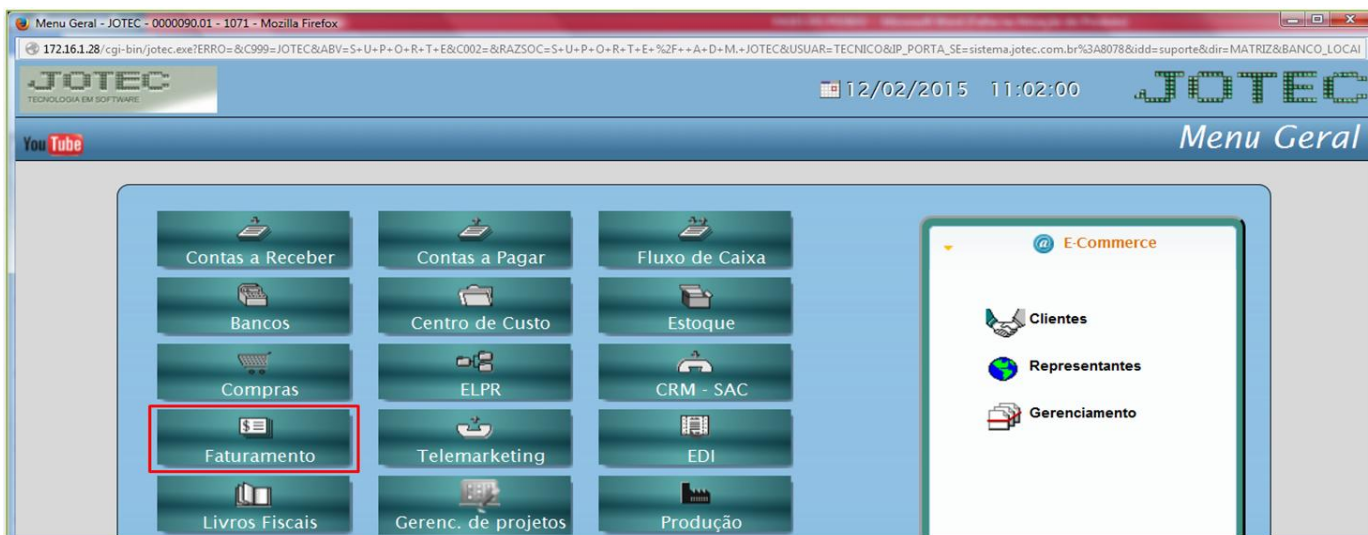 Menu Geral - JOTEC - 0000090.01 - 1071 - Mozilla Firefox
172.16.1.28/cgi-bin/jotec.exe?ERRO=&C999=JOTEC&ABV=S+U+P+O+R+T+E&C002=&RAZSOC=S+U+P+O+R+T+E+%2F++A+D+M.+JOTEC&USUAR=TECNICO&IP_PORTA_SE=sistema.jotec.com.br%3A8078&idd=suporte&dir=MATRIZ&BANCO_LOCAI
JOTEC
TECNOLOGIA EM SOFTWARE
12/02/2015 11:02:00
JOTEC
You Tube
Menu Geral
Contas a Receber
Contas a Pagar
Fluxo de Caixa
Bancos
Centro de Custo
Estoque
Compras
ELPR
CRM - SAC
Faturamento
Telemarketing
EDI
Livros Fiscais
Gerenc. de projetos
Produção
E-Commerce
Clientes
Representantes
Gerenciamento